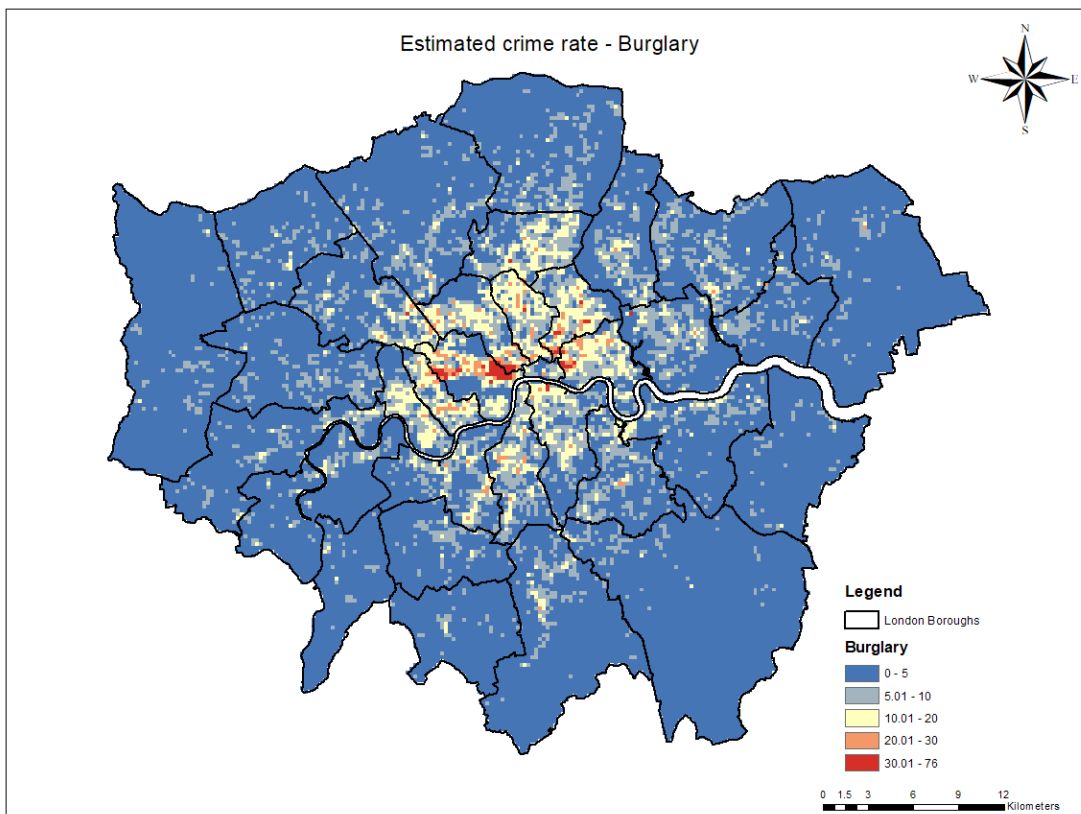 Estimated crime rate - Burglary
N
W
E
S
Legend
London Boroughs
Burglary
0 - 5
5.01 - 10
10.01 - 20
20.01 - 30
30.01 - 76
0 1.5 3 6 9 12
Kilometers